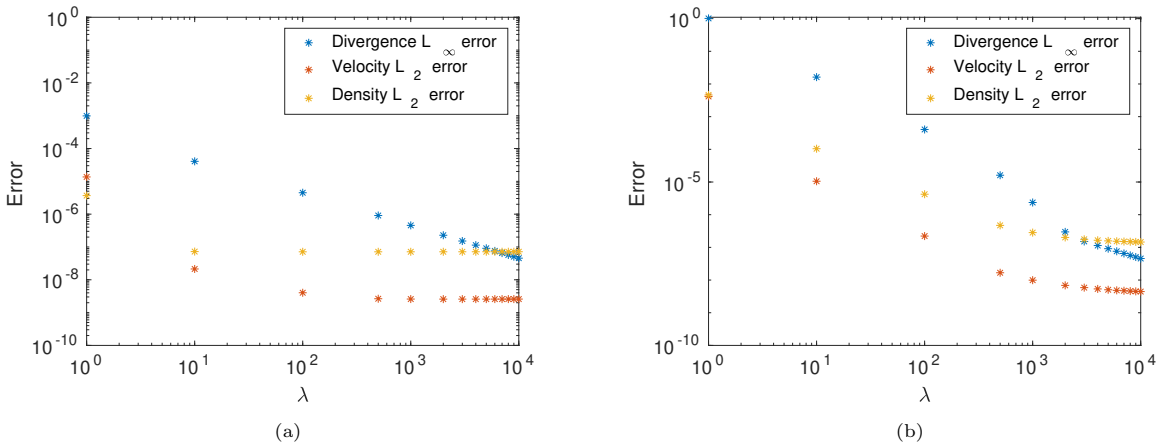 10^0
10^-2
10^-4
10^-6
10^-8
10^-10
Error
10^0 10^1 10^2 10^3 10^4
λ
Divergence L ∞ error
Velocity L 2 error
Density L 2 error
(a)
10^0
10^-5
10^-10
Error
10^0 10^1 10^2 10^3 10^4
λ
Divergence L ∞ error
Velocity L 2 error
Density L 2 error
(b)